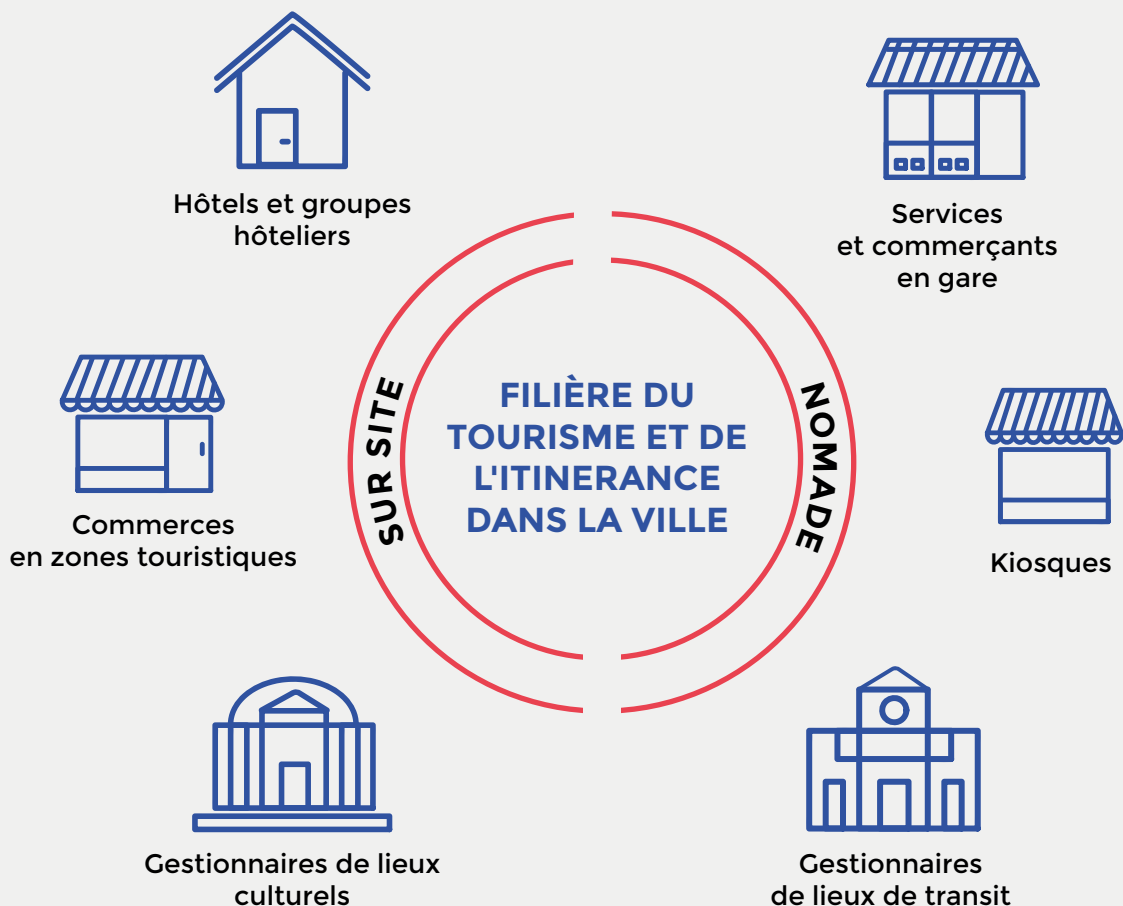 Hôtels et groupes
hôteliers
Services
et commerçants
en gare
Commerces
en zones touristiques
SUR SITE
FILIÈRE DU
TOURISME ET DE
L'ITINERANCE
DANS LA VILLE
NOMADE
Kiosques
Gestionnaires de lieux
culturels
Gestionnaires
de lieux de transit